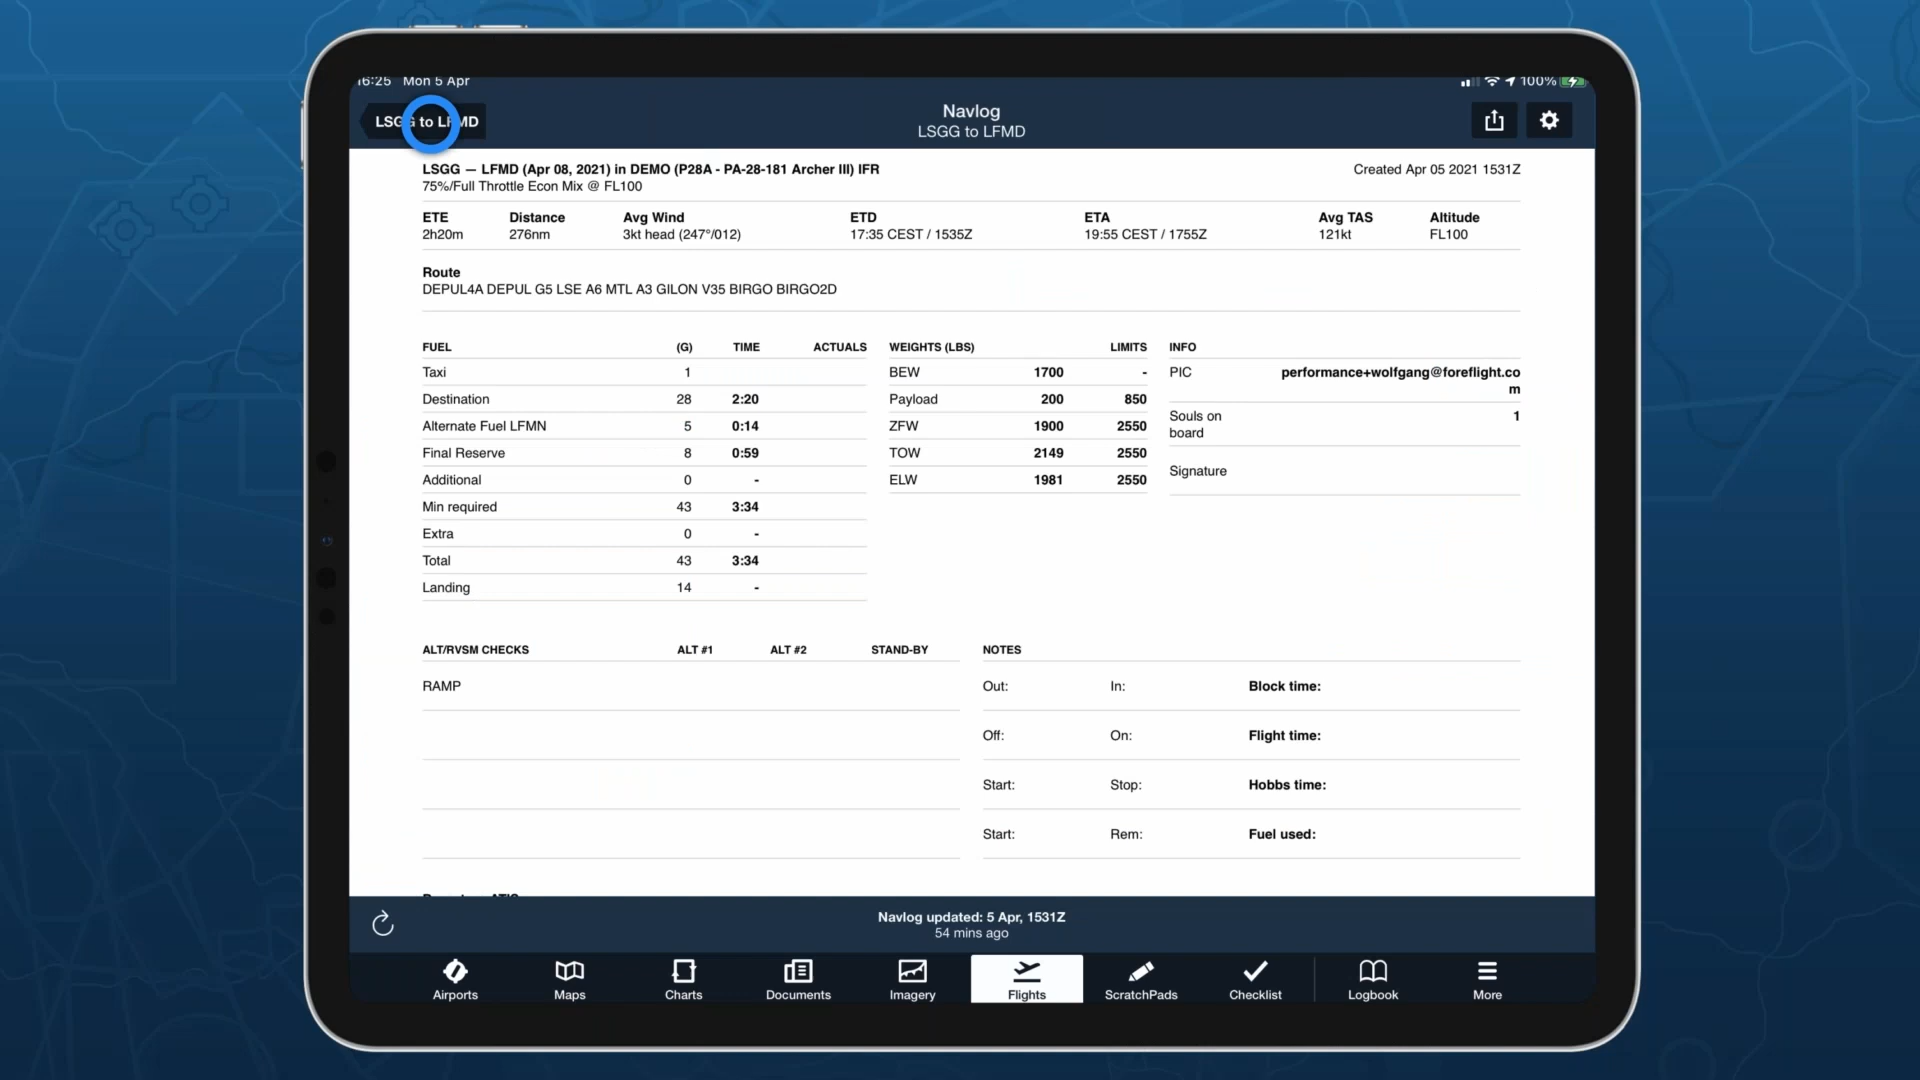 16:25 Mon 5 Apr
100%
LSGG to LFMD
Navlog
LSGG to LFMD
LSGG — LFMD (Apr 08, 2021) in DEMO (P28A - PA-28-181 Archer III) IFR
Created Apr 05 2021 1531Z
75%/Full Throttle Econ Mix @ FL100
ETE Distance Avg Wind ETD ETA Avg TAS Altitude
2h20m 276nm 3kt head (247°/012) 17:35 CEST / 1535Z 19:55 CEST / 1755Z 121kt FL100
Route
DEPUL4A DEPUL G5 LSE A6 MTL A3 GILON V35 BIRGO BIRGO2D
FUEL (G) TIME ACTUALS
Taxi 1
Destination 28 2:20
Alternate Fuel LFMN 5 0:14
Final Reserve 8 0:59
Additional 0 -
Min required 43 3:34
Extra 0 -
Total 43 3:34
Landing 14 -
WEIGHTS (LBS) LIMITS
BEW 1700 -
Payload 200 850
ZFW 1900 2550
TOW 2149 2550
ELW 1981 2550
INFO
PIC performance+wolfgang@foreflight.co
m
Souls on 1
board
Signature
ALT/RVSM CHECKS ALT #1 ALT #2 STAND-BY
RAMP
NOTES
Out: In: Block time:
Off: On: Flight time:
Start: Stop: Hobbs time:
Start: Rem: Fuel used:
Navlog updated: 5 Apr, 1531Z
54 mins ago
Airports Maps Charts Documents Imagery Flights ScratchPads Checklist Logbook More